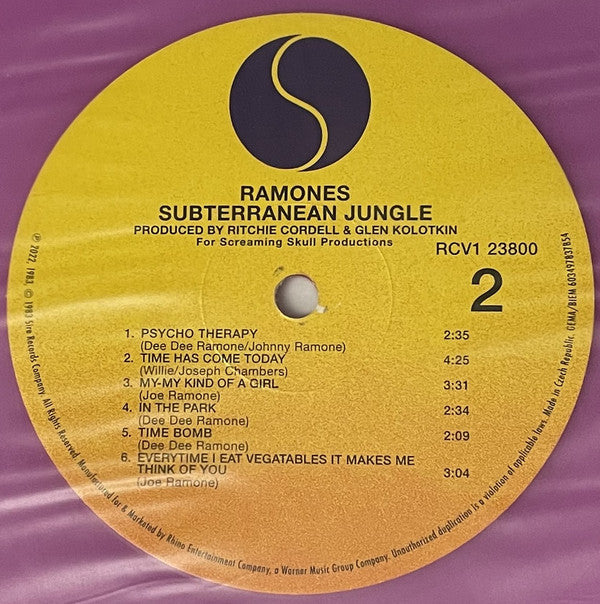 RAMONES
SUBTERRANEAN JUNGLE
PRODUCED BY RITCHIE CORDELL & GLEN KOLOTKIN
For Screaming Skull Productions
RCV1 23800
2
1. PSYCHO THERAPY 2:35
(Dee Dee Ramone/Johnny Ramone)
2. TIME HAS COME TODAY 4:25
(Willie/Joseph Chambers)
3. MY-MY KIND OF A GIRL 3:31
(Joe Ramone)
4. IN THE PARK 2:34
(Dee Dee Ramone)
5. TIME BOMB 2:09
(Dee Dee Ramone)
6. EVERYTIME I EAT VEGATABLES IT MAKES ME
THINK OF YOU 3:04
(Joe Ramone)
℗ 2022, 1983, © 1983 Sire Records Company. All Rights Reserved. Manufactured for & Marketed by Rhino Entertainment Company, a Warner Music Group Company. Unauthorized duplication is a violation of applicable laws. Made in Czech Republic. GEMA/BIEM 603497837854